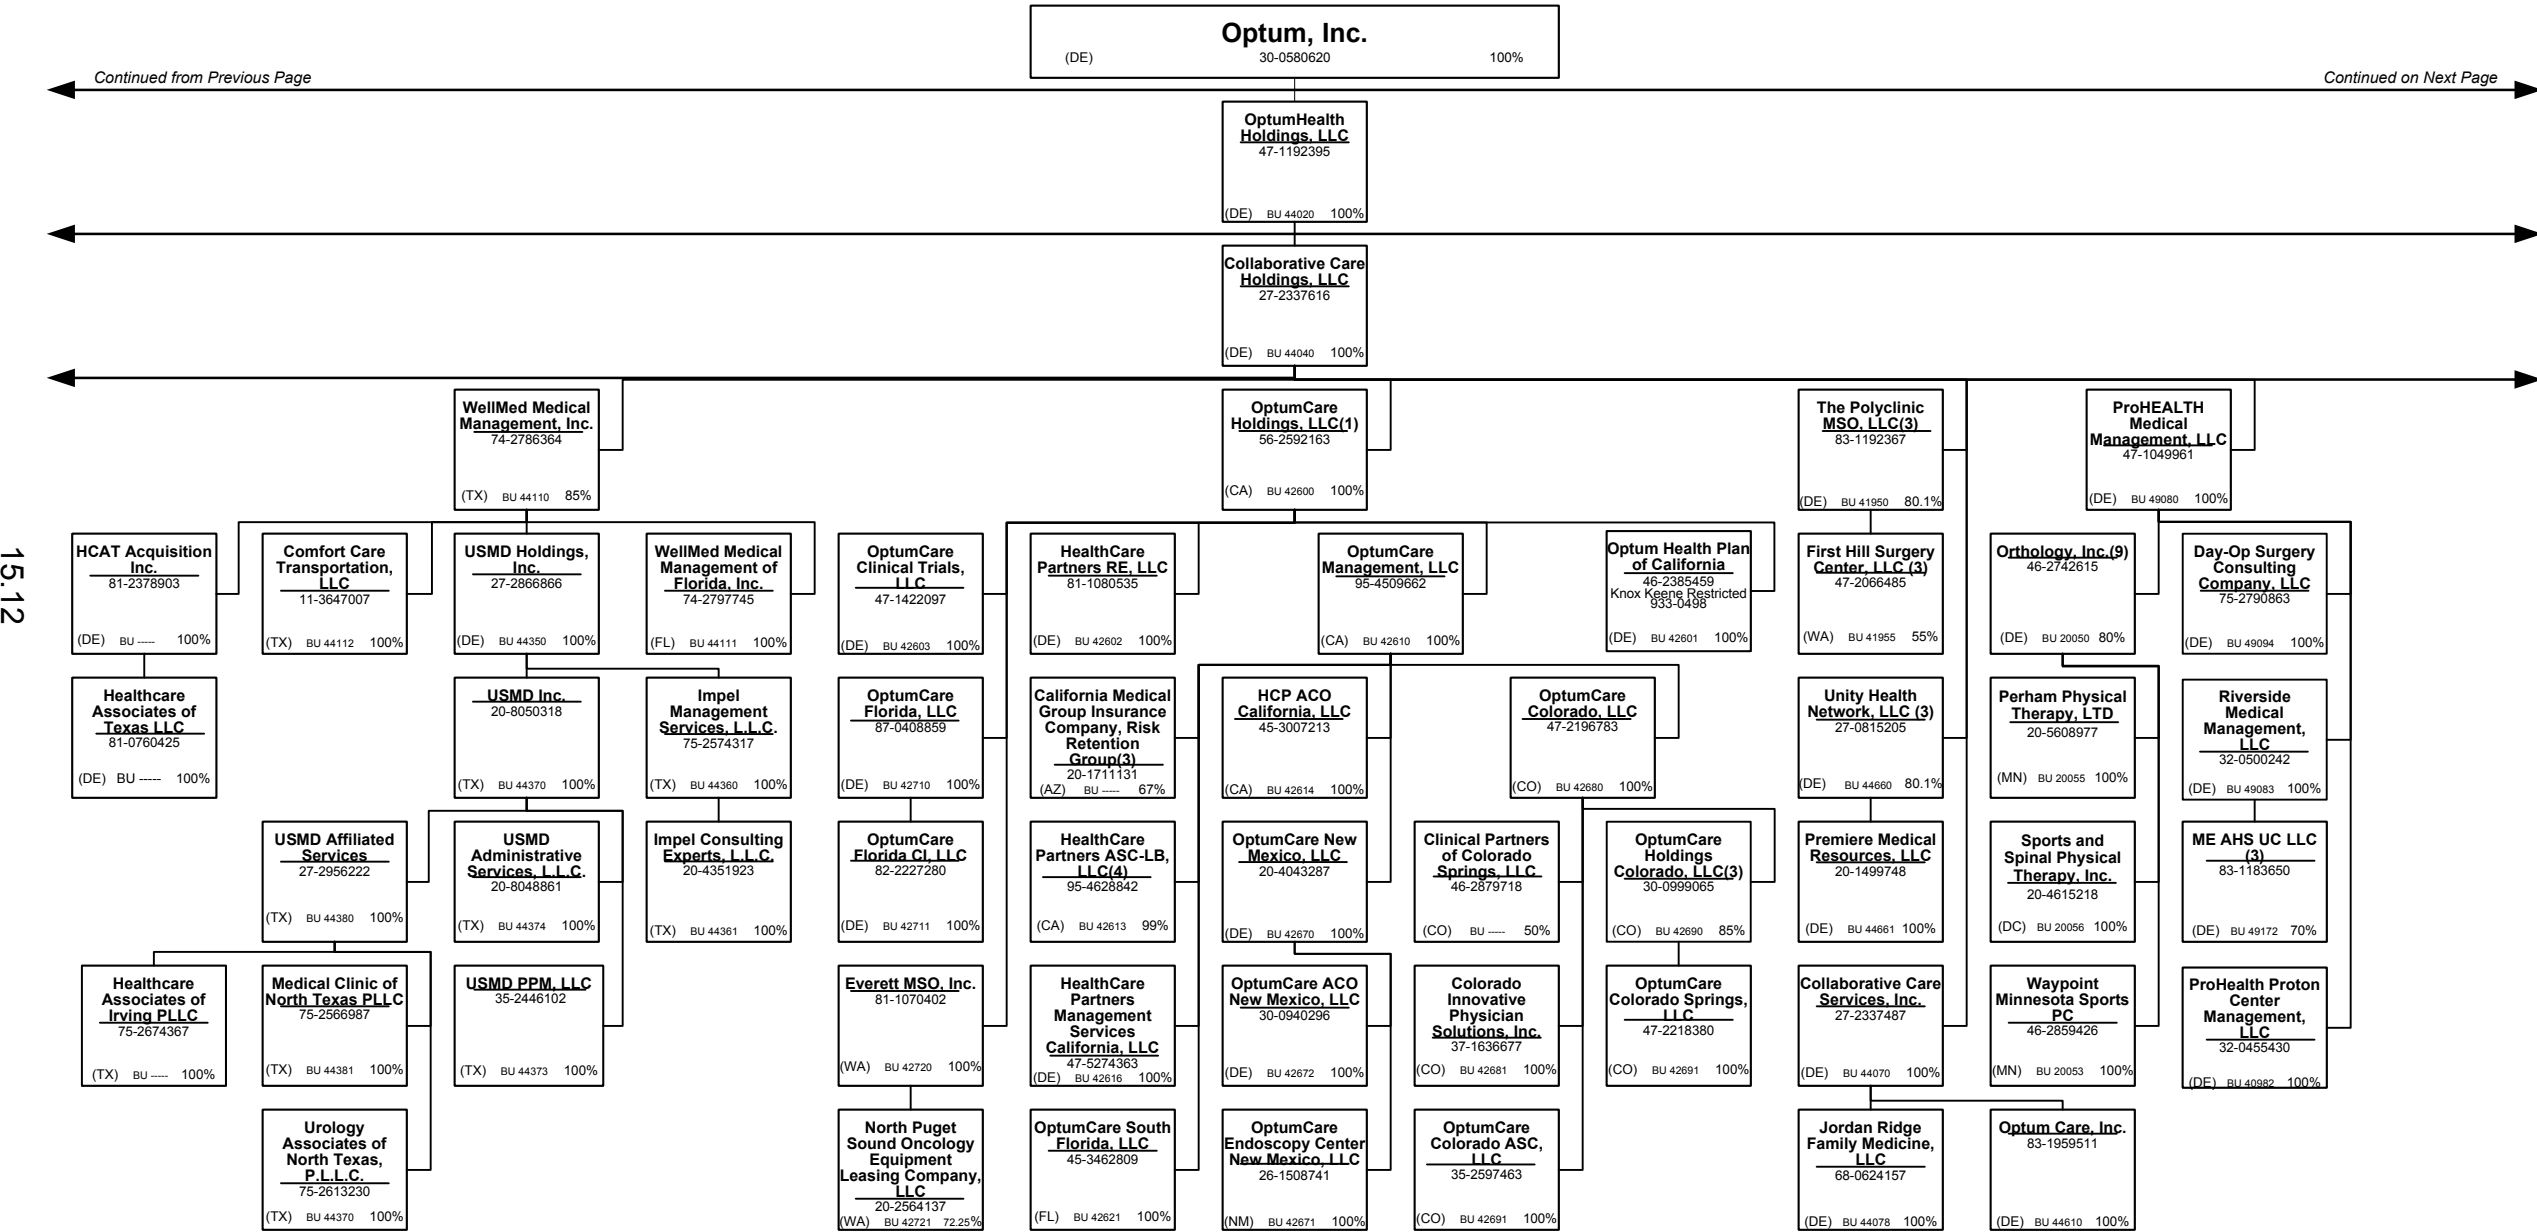 Optum, Inc.
(DE) 30-0580620 100%
Continued from Previous Page
Continued on Next Page
OptumHealth
Holdings, LLC
47-1192395
(DE) BU 44020 100%
Collaborative Care
Holdings, LLC
27-2337616
(DE) BU 44040 100%
WellMed Medical
Management, Inc.
74-2786364
(TX) BU 44110 85%
OptumCare
Holdings, LLC(1)
56-2592163
(CA) BU 42600 100%
The Polyclinic
MSO, LLC(3)
83-1192367
(DE) BU 41950 80.1%
ProHEALTH
Medical
Management, LLC
47-1049961
(DE) BU 49080 100%
HCAT Acquisition
Inc.
81-2378903
(DE) BU ----- 100%
Comfort Care
Transportation,
LLC
11-3647007
(TX) BU 44112 100%
USMD Holdings,
Inc.
27-2866866
(DE) BU 44350 100%
WellMed Medical
Management of
Florida, Inc.
74-2797745
(FL) BU 44111 100%
OptumCare
Clinical Trials,
LLC
47-1422097
(DE) BU 42603 100%
HealthCare
Partners RE, LLC
81-1080535
(DE) BU 42602 100%
OptumCare
Management, LLC
95-4509662
(CA) BU 42610 100%
Optum Health Plan
of California
46-2385459
Knox Keene Restricted
933-0498
(DE) BU 42601 100%
First Hill Surgery
Center, LLC (3)
47-2066485
(WA) BU 41955 55%
Orthology, Inc.(9)
46-2742615
(DE) BU 20050 80%
Day-Op Surgery
Consulting
Company, LLC
75-2790863
(DE) BU 49094 100%
15.12
Healthcare
Associates of
Texas LLC
81-0760425
(DE) BU ----- 100%
USMD Inc.
20-8050318
(TX) BU 44370 100%
Impel
Management
Services, L.L.C.
75-2574317
(TX) BU 44360 100%
OptumCare
Florida, LLC
87-0408859
(DE) BU 42710 100%
California Medical
Group Insurance
Company, Risk
Retention
Group(3)
20-1711131
(AZ) BU ----- 67%
HCP ACO
California, LLC
45-3007213
(CA) BU 42614 100%
OptumCare
Colorado, LLC
47-2196783
(CO) BU 42680 100%
Unity Health
Network, LLC (3)
27-0815205
(DE) BU 44660 80.1%
Perham Physical
Therapy, LTD
20-5608977
(MN) BU 20055 100%
Riverside
Medical
Management,
LLC
32-0500242
(DE) BU 49083 100%
USMD Affiliated
Services
27-2956222
(TX) BU 44380 100%
USMD
Administrative
Services, L.L.C.
20-8048861
(TX) BU 44374 100%
Impel Consulting
Experts, L.L.C.
20-4351923
(TX) BU 44361 100%
OptumCare
Florida CI, LLC
82-2227280
(DE) BU 42711 100%
HealthCare
Partners ASC-LB,
LLC(4)
95-4628842
(CA) BU 42613 99%
OptumCare New
Mexico, LLC
20-4043287
(DE) BU 42670 100%
Clinical Partners
of Colorado
Springs, LLC
46-2879718
(CO) BU ----- 50%
OptumCare
Holdings
Colorado, LLC(3)
30-0999065
(CO) BU 42690 85%
Premiere Medical
Resources, LLC
20-1499748
(DE) BU 44661 100%
Sports and
Spinal Physical
Therapy, Inc.
20-4615218
(DC) BU 20056 100%
ME AHS UC LLC
(3)
83-1183650
(DE) BU 49172 70%
Healthcare
Associates of
Irving PLLC
75-2674367
(TX) BU ----- 100%
Medical Clinic of
North Texas PLLC
75-2566987
(TX) BU 44381 100%
USMD PPM, LLC
35-2446102
(TX) BU 44373 100%
Everett MSO, Inc.
81-1070402
(WA) BU 42720 100%
HealthCare
Partners
Management
Services
California, LLC
47-5274363
(DE) BU 42616 100%
OptumCare ACO
New Mexico, LLC
30-0940296
(DE) BU 42672 100%
Colorado
Innovative
Physician
Solutions, Inc.
37-1636677
(CO) BU 42681 100%
OptumCare
Colorado Springs,
LLC
47-2218380
(CO) BU 42691 100%
Collaborative Care
Services, Inc.
27-2337487
(DE) BU 44070 100%
Waypoint
Minnesota Sports
PC
46-2859426
(MN) BU 20053 100%
ProHealth Proton
Center
Management,
LLC
32-0455430
(DE) BU 40982 100%
Urology
Associates of
North Texas,
P.L.L.C.
75-2613230
(TX) BU 44370 100%
North Puget
Sound Oncology
Equipment
Leasing Company,
LLC
20-2564137
(WA) BU 42721 72.25%
OptumCare South
Florida, LLC
45-3462809
(FL) BU 42621 100%
OptumCare
Endoscopy Center
New Mexico, LLC
26-1508741
(NM) BU 42671 100%
OptumCare
Colorado ASC,
LLC
35-2597463
(CO) BU 42691 100%
Jordan Ridge
Family Medicine,
LLC
68-0624157
(DE) BU 44078 100%
Optum Care, Inc.
83-1959511
(DE) BU 44610 100%